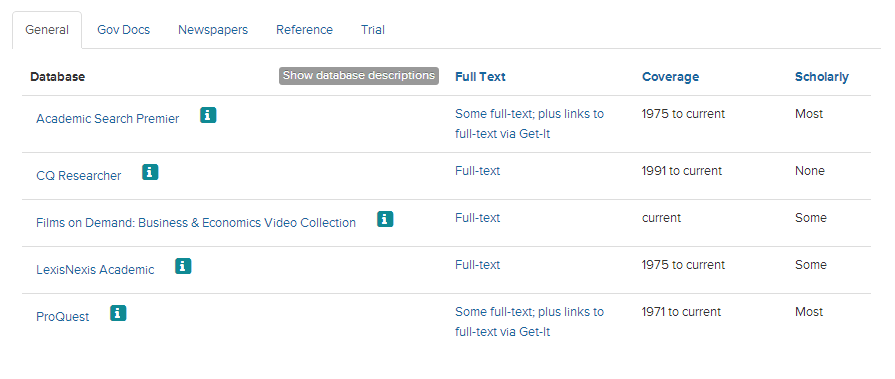 General Gov Docs Newspapers Reference Trial
Database Show database descriptions Full Text Coverage Scholarly
Academic Search Premier i Some full-text; plus links to 1975 to current Most
full-text via Get-It
CQ Researcher i Full-text 1991 to current None
Films on Demand: Business & Economics Video Collection i Full-text current Some
LexisNexis Academic i Full-text 1975 to current Some
ProQuest i Some full-text; plus links to 1971 to current Most
full-text via Get-It